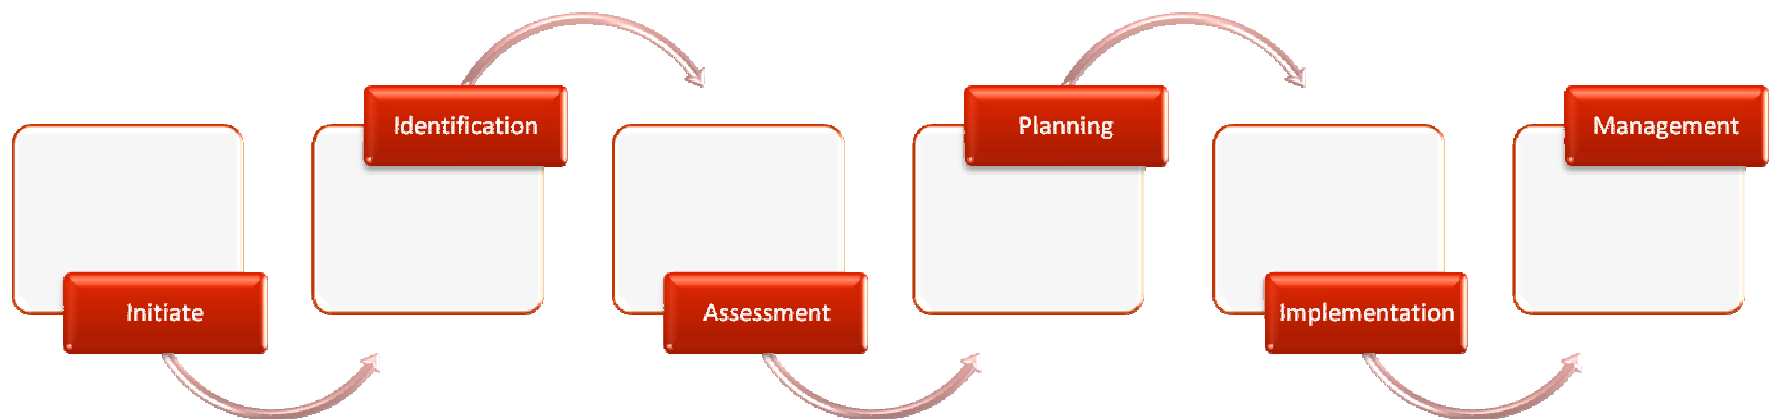 Initiate
Identification
Assessment
Planning
Implementation
Management